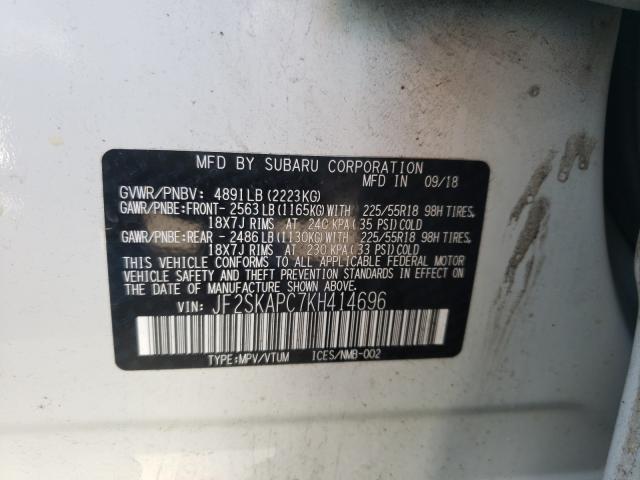 MFD BY SUBARU CORPORATION
MFD IN 09/18
GVWR/PNBV: 4891LB(2223KG)
GAWR/PNBE:FRONT-2563LB(1165KG)WITH 225/55R18 98H TIRES,
18X7J RIMS AT 240 KPA(35 PSI)COLD
GAWR/PNBE:REAR -2486LB(1130KG)WITH 225/55R18 98H TIRES,
18X7J RIMS AT 230 KPA(33 PSI)COLD
THIS VEHICLE CONFORMS TO ALL APPLICABLE FEDERAL MOTOR
VEHICLE SAFETY AND THEFT PREVENTION STANDARDS IN EFFECT ON
THE DATE OF MANUFACTURE SHOWN ABOVE.
VIN: JF2SKAPC7KH414696
TYPE:MPV/VTUM ICES/NMB-002